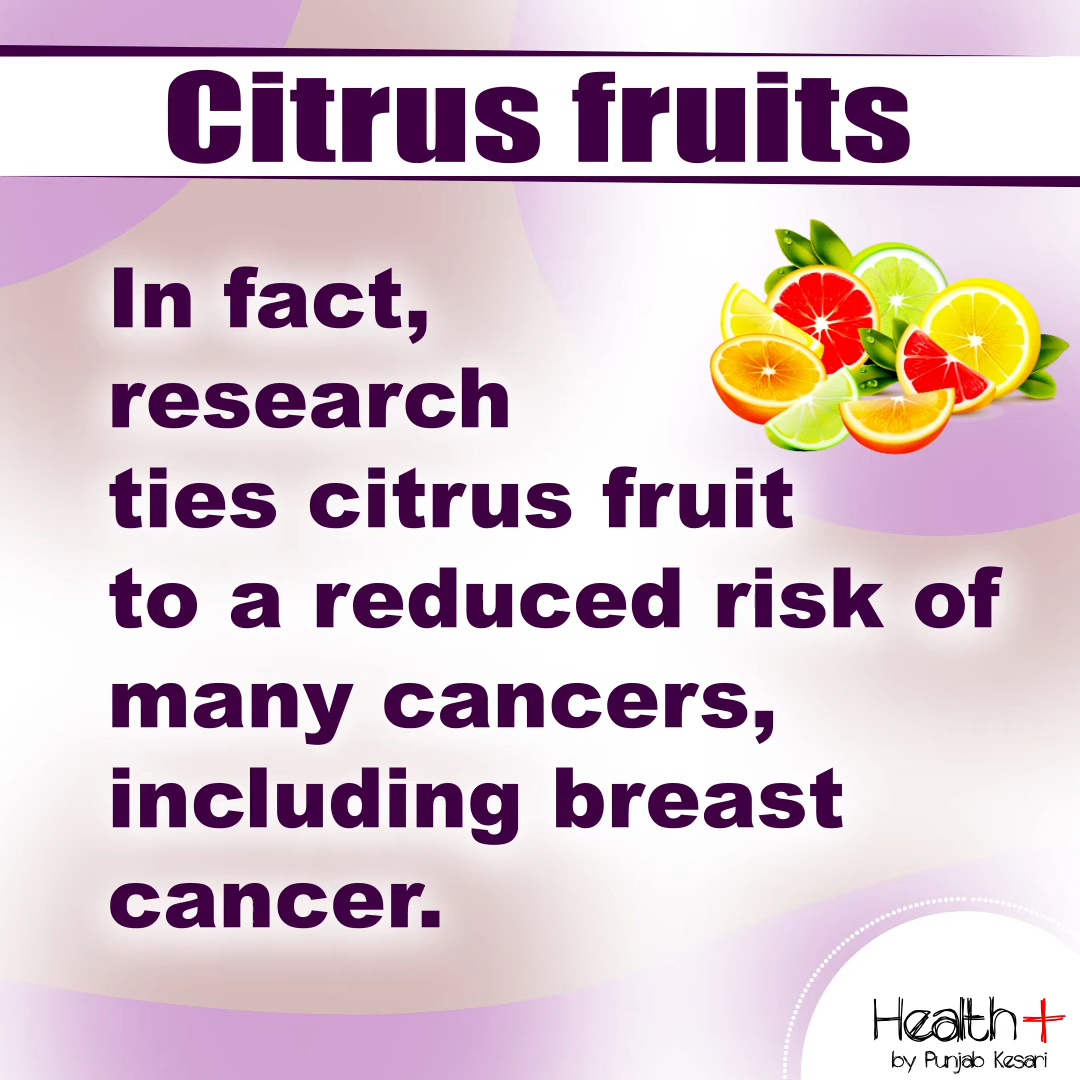 Citrus fruits
In fact,
research
ties citrus fruit
to a reduced risk of
many cancers,
including breast
cancer.
Health+
by Punjab Kesari